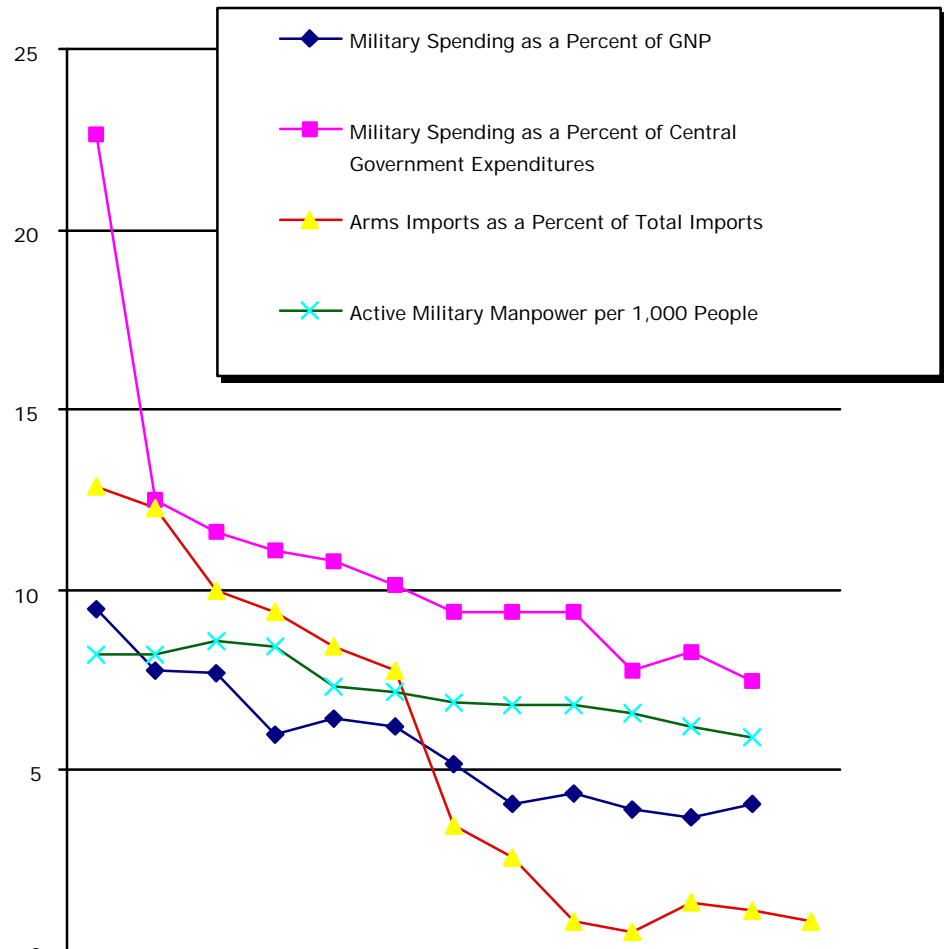 25
20
15
10
5
Military Spending as a Percent of GNP
Military Spending as a Percent of Central
Government Expenditures
Arms Imports as a Percent of Total Imports
Active Military Manpower per 1,000 People